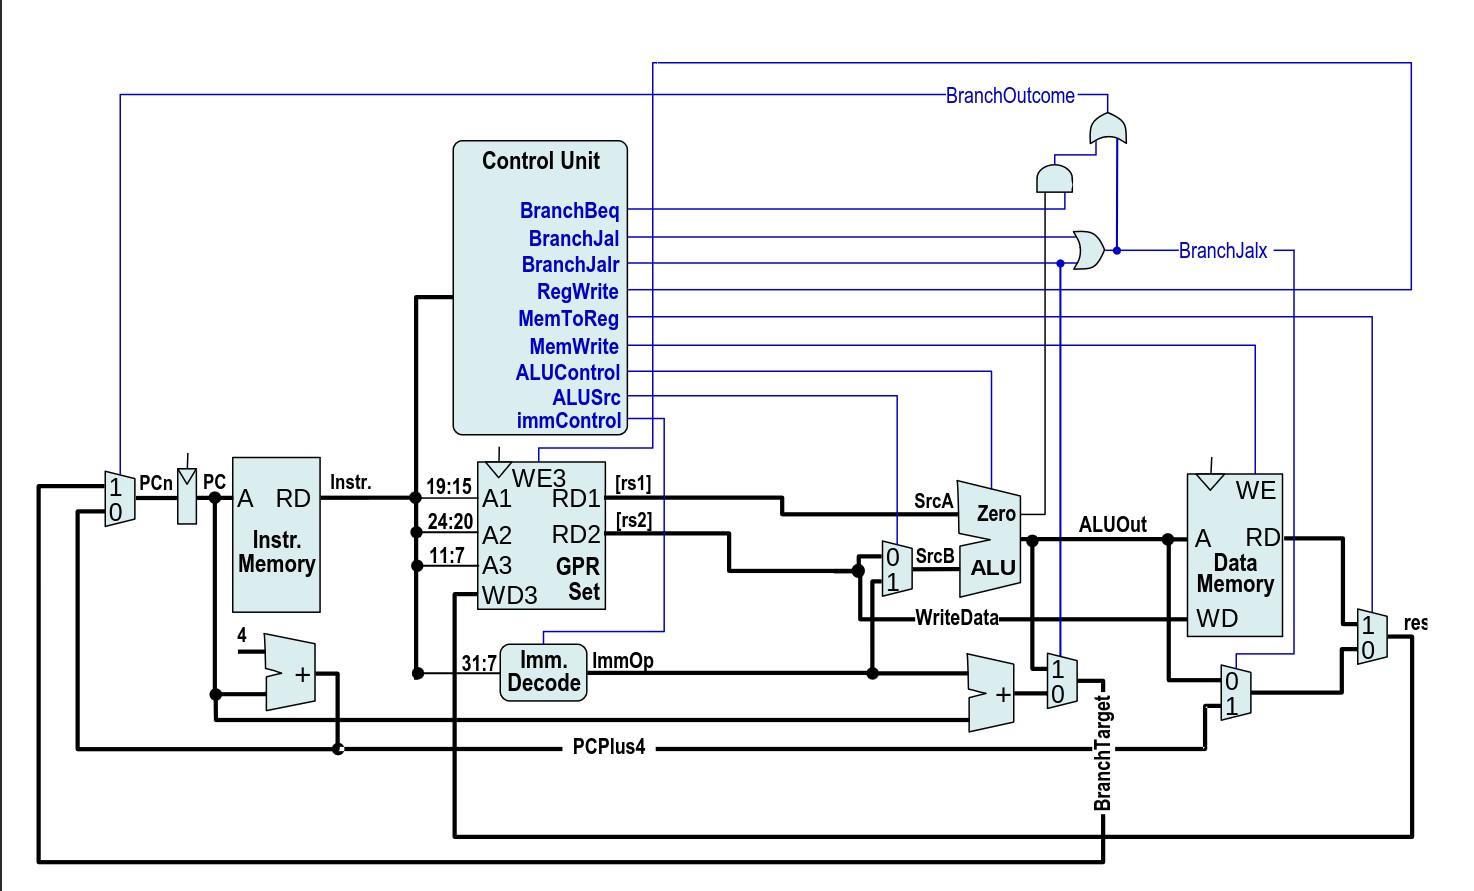 BranchOutcome
Control Unit
BranchBeq
BranchJal
BranchJalr
BranchJalx
RegWrite
MemToReg
MemWrite
ALUControl
ALUSrc
immControl
1
0
PCn
PC
A RD
Instr.
Memory
Instr.
19:15
24:20
11:7
31:7
WE3
A1 RD1
A2 RD2
A3 GPR
Set
WD3
[rs1]
[rs2]
SrcA
0
1
SrcB
Zero
ALU
ALUOut
WE
A RD
Data
Memory
WD
WriteData
1
0
res
4
+
Imm.
Decode
ImmOp
+
1
0
0
1
PCPlus4
BranchTarget